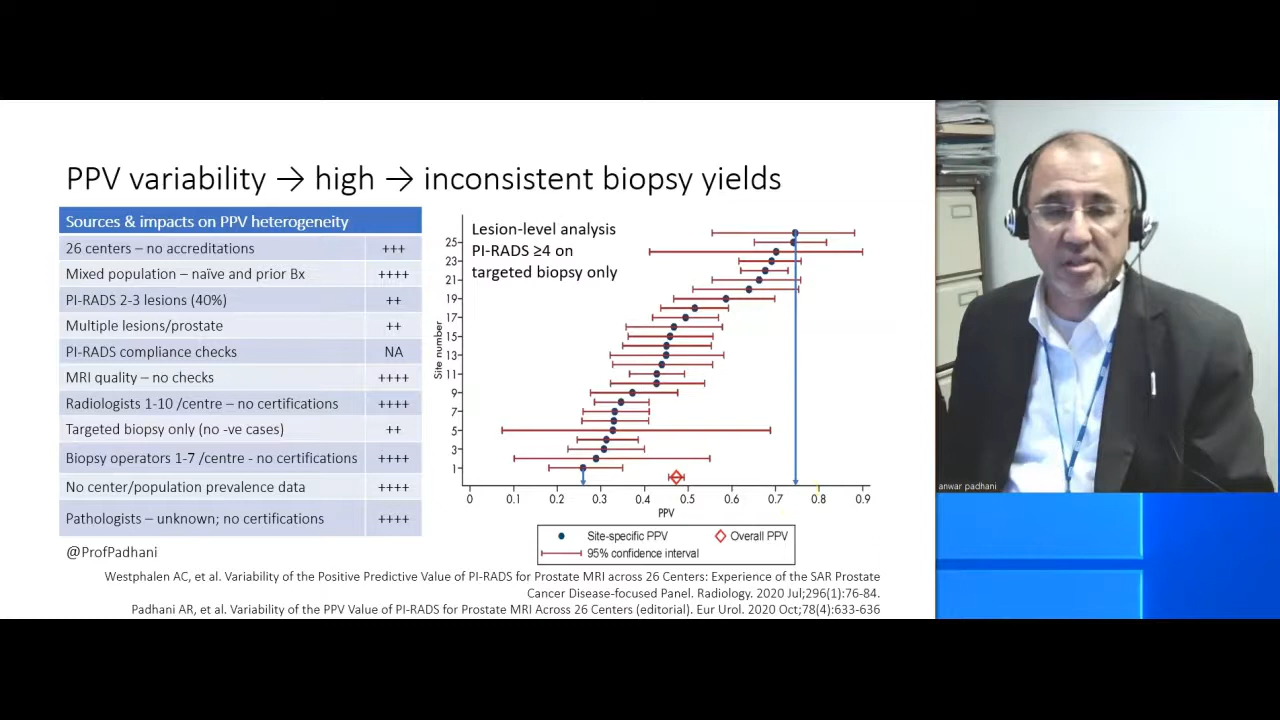 PPV variability → high → inconsistent biopsy yields
Sources & impacts on PPV heterogeneity
26 centers – no accreditations +++
Mixed population – naïve and prior Bx ++++
PI-RADS 2-3 lesions (40%) ++
Multiple lesions/prostate ++
PI-RADS compliance checks NA
MRI quality – no checks ++++
Radiologists 1-10 /centre – no certifications ++++
Targeted biopsy only (no -ve cases) ++
Biopsy operators 1-7 /centre - no certifications ++++
No center/population prevalence data ++++
Pathologists – unknown; no certifications ++++
@ProfPadhani
Lesion-level analysis
PI-RADS ≥4 on
targeted biopsy only
Site number
25
23
21
19
17
15
13
11
9
7
5
3
1
0 0.1 0.2 0.3 0.4 0.5 0.6 0.7 0.8 0.9
PPV
Site-specific PPV Overall PPV
95% confidence interval
Westphalen AC, et al. Variability of the Positive Predictive Value of PI-RADS for Prostate MRI across 26 Centers: Experience of the SAR Prostate
Cancer Disease-focused Panel. Radiology. 2020 Jul;296(1):76-84.
Padhani AR, et al. Variability of the PPV Value of PI-RADS for Prostate MRI Across 26 Centers (editorial). Eur Urol. 2020 Oct;78(4):633-636
anwar padhani